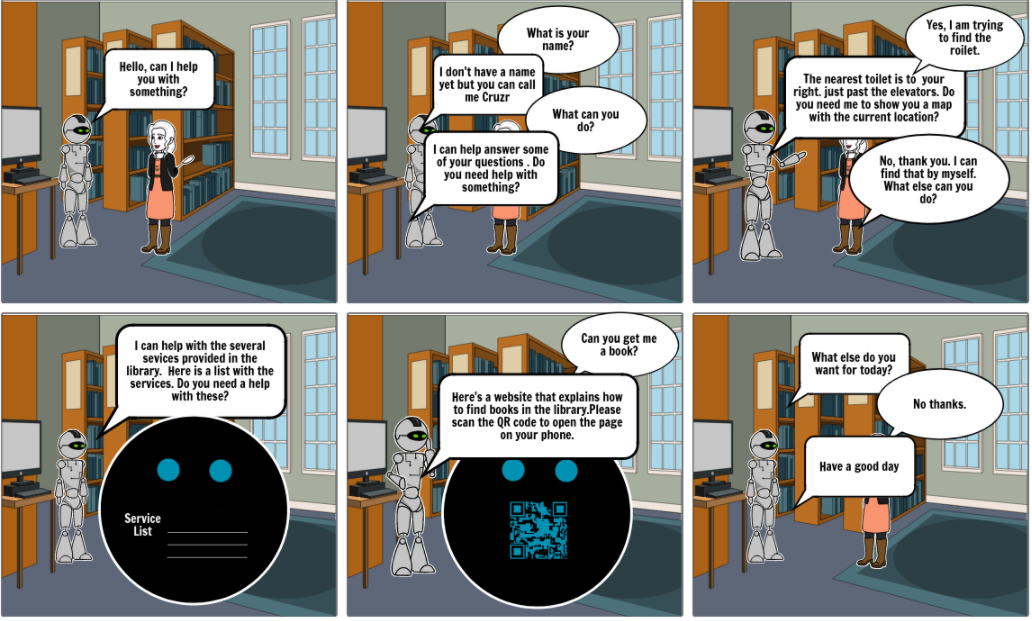 Hello, can I help
you with
something?
What is your
name?
I don't have a name
yet but you can call
me Cruzr
What can you
do?
I can help answer some
of your questions . Do
you need help with
something?
Yes, I am trying
to find the
roilet.
The nearest toilet is to your
right. just past the elevators. Do
you need me to show you a map
with the current location?
No, thank you. I can
find that by myself.
What else can you
do?
I can help with the several
sevices provided in the
library. Here is a list with the
services. Do you need a help
with these?
Service
List
Can you get me
a book?
Here's a website that explains how
to find books in the library.Please
scan the QR code to open the page
on your phone.
What else do you
want for today?
No thanks.
Have a good day